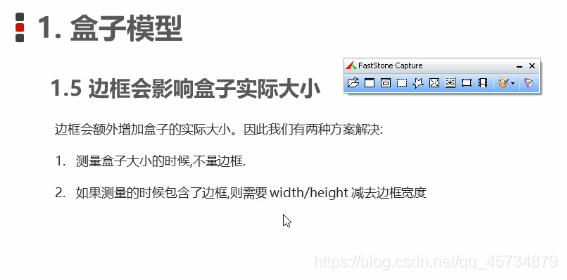 1. 盒子模型
FastStone Capture
1.5 边框会影响盒子实际大小
边框会额外增加盒子的实际大小。因此我们有两种方案解决:
1. 测量盒子大小的时候,不量边框.
2. 如果测量的时候包含了边框,则需要 width/height 减去边框宽度
https://blog.csdn.net/qq_45734879